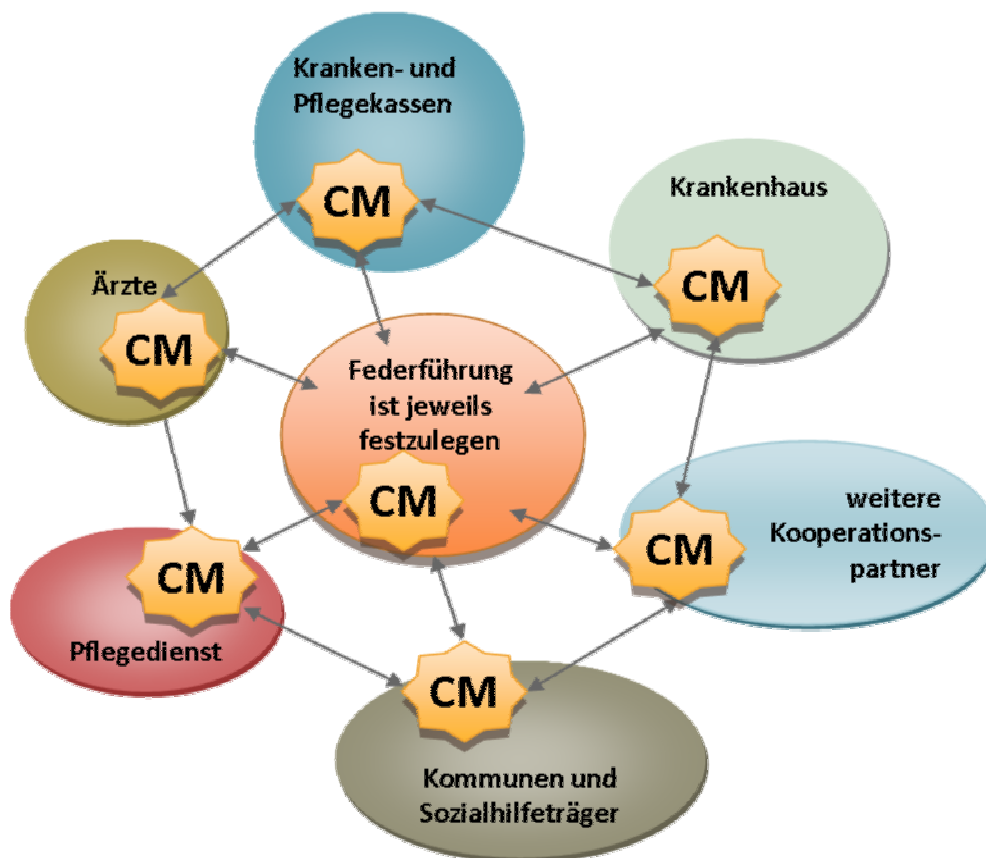 Kranken- und
Pflegekassen
CM
Krankenhaus
CM
Ärzte
CM
Federführung
ist jeweils
festzulegen
CM
weitere
Kooperations-
partner
CM
CM
Pflegedienst
CM
Kommunen und
Sozialhilfeträger